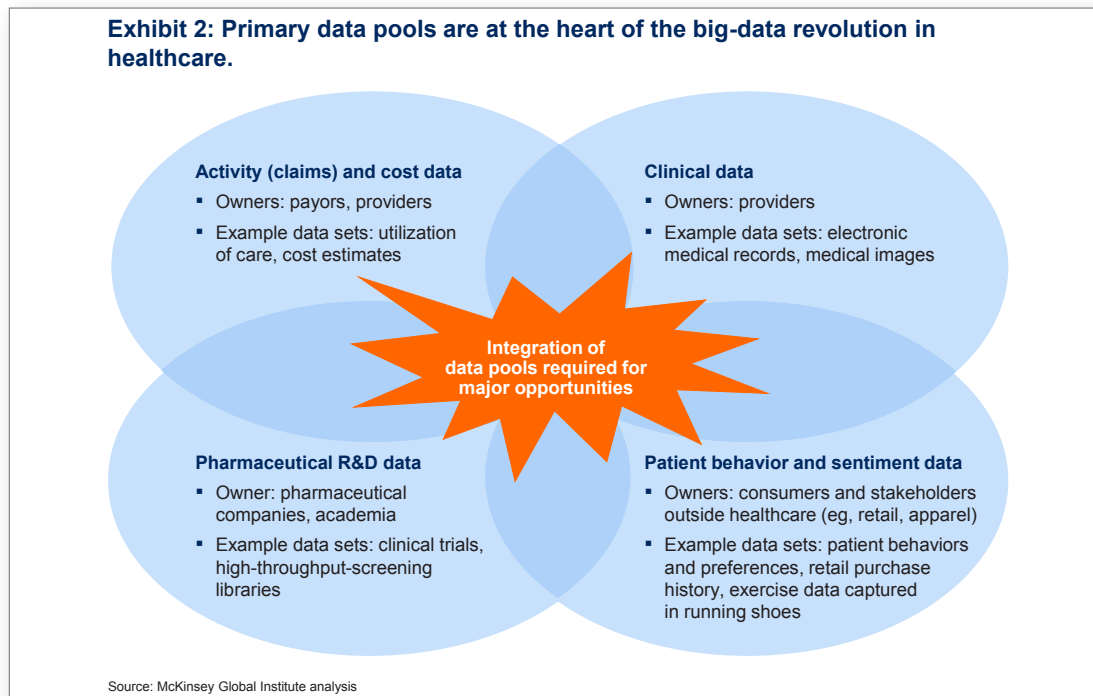 Exhibit 2: Primary data pools are at the heart of the big-data revolution in
healthcare.
Activity (claims) and cost data
▪ Owners: payors, providers
▪ Example data sets: utilization
of care, cost estimates
Clinical data
▪ Owners: providers
▪ Example data sets: electronic
medical records, medical images
Integration of
data pools required for
major opportunities
Pharmaceutical R&D data
▪ Owner: pharmaceutical
companies, academia
▪ Example data sets: clinical trials,
high-throughput-screening
libraries
Patient behavior and sentiment data
▪ Owners: consumers and stakeholders
outside healthcare (eg, retail, apparel)
▪ Example data sets: patient behaviors
and preferences, retail purchase
history, exercise data captured
in running shoes
Source: McKinsey Global Institute analysis